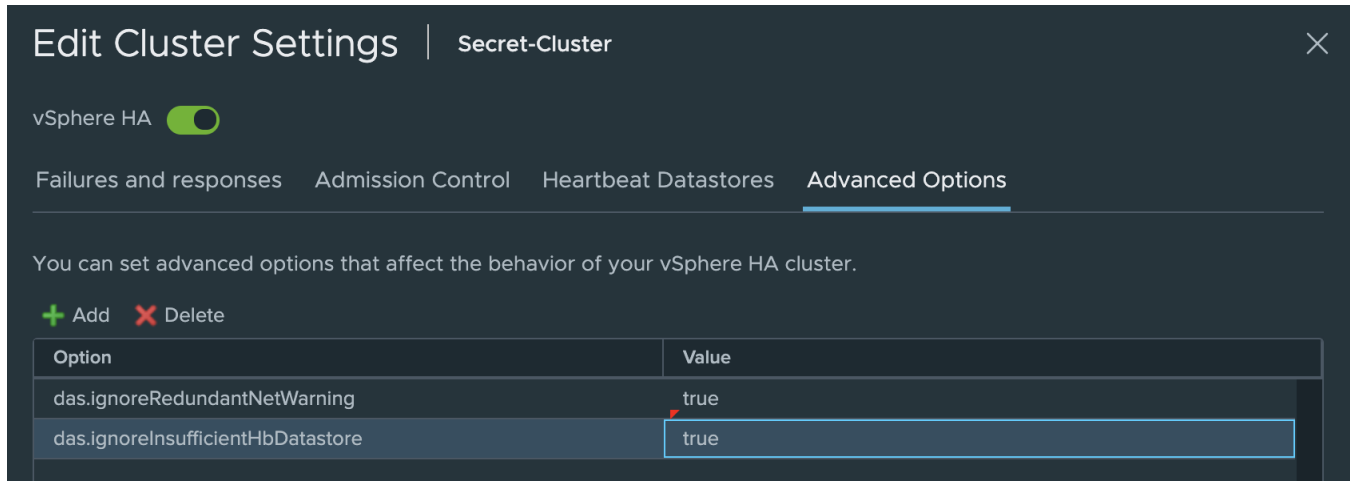 Edit Cluster Settings Secret-Cluster
vSphere HA
Failures and responses Admission Control Heartbeat Datastores Advanced Options
You can set advanced options that affect the behavior of your vSphere HA cluster.
Add Delete
Option Value
das.ignoreRedundantNetWarning true
das.ignoreInsufficientHbDatastore true